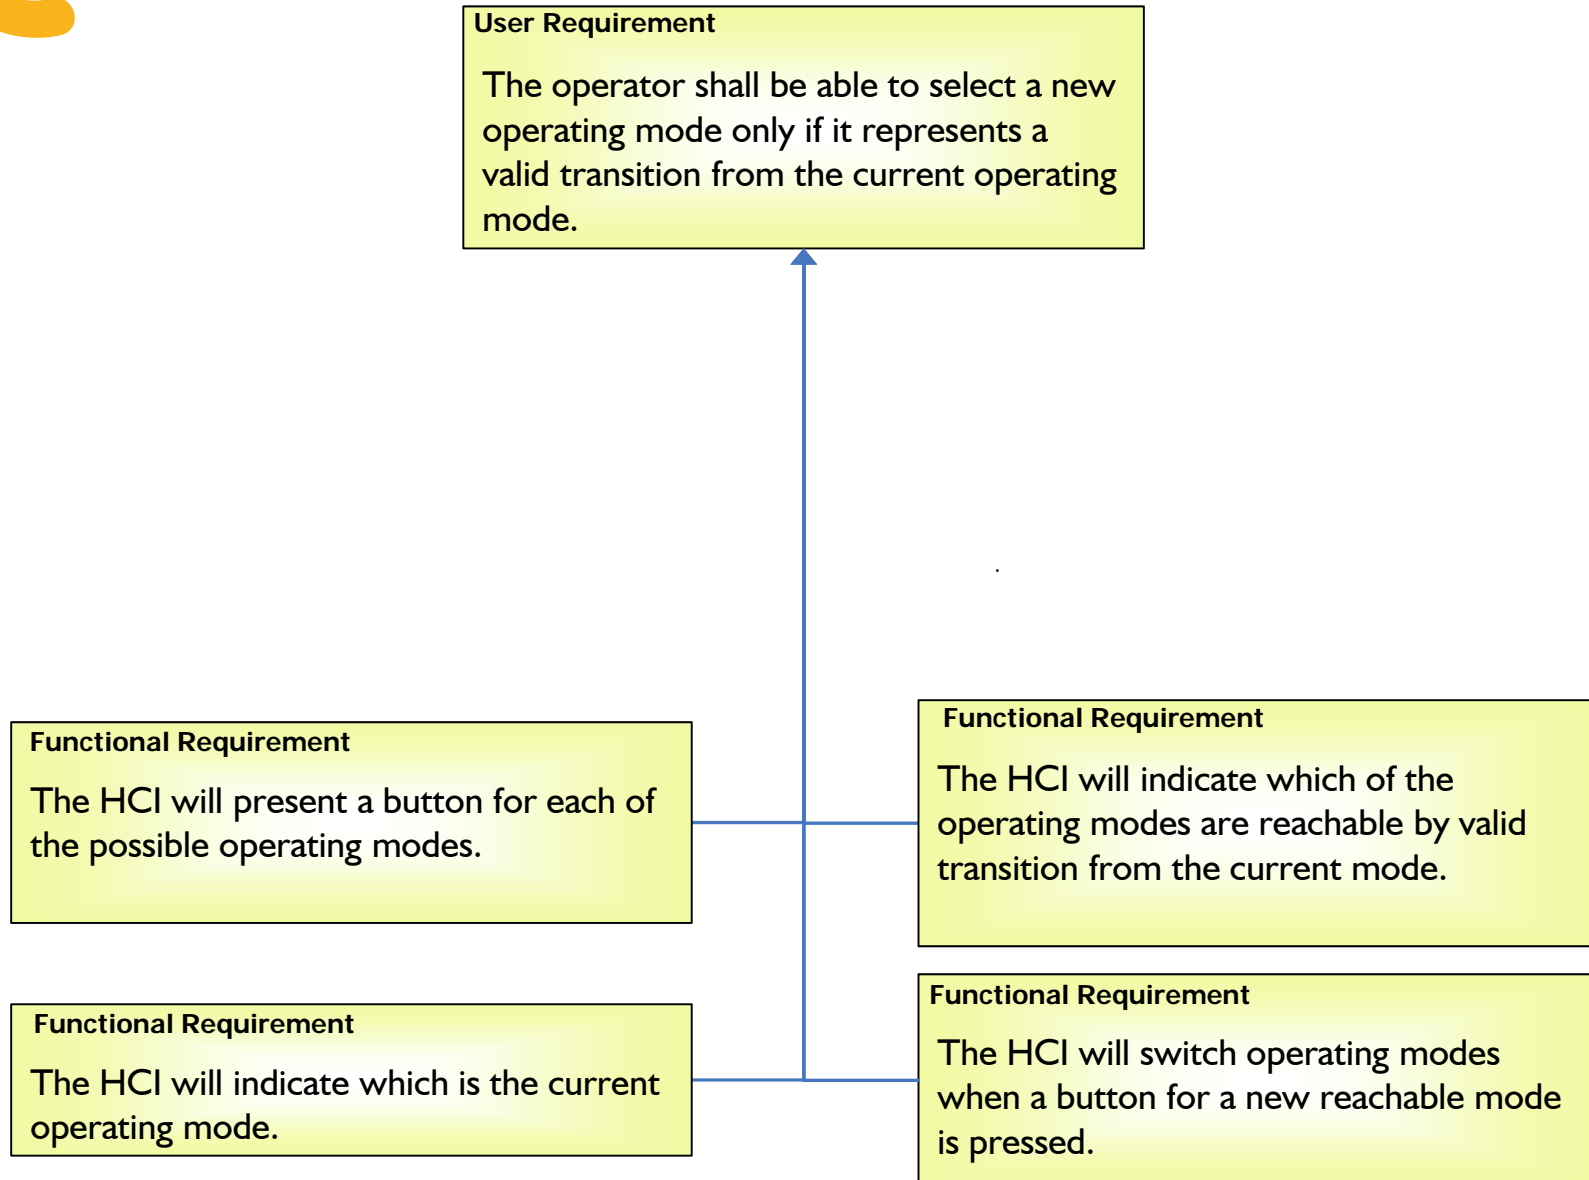 User Requirement
The operator shall be able to select a new
operating mode only if it represents a
valid transition from the current operating
mode.
Functional Requirement
The HCI will present a button for each of
the possible operating modes.
Functional Requirement
The HCI will indicate which of the
operating modes are reachable by valid
transition from the current mode.
Functional Requirement
The HCI will indicate which is the current
operating mode.
Functional Requirement
The HCI will switch operating modes
when a button for a new reachable mode
is pressed.